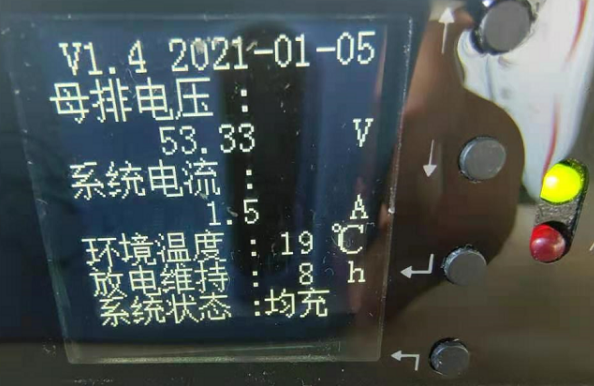 V1.4 2021-01-05
母排电压：
53.33 V
系统电流：
1.5 A
环境温度：19 ℃
放电维持：8 h
系统状态：均充